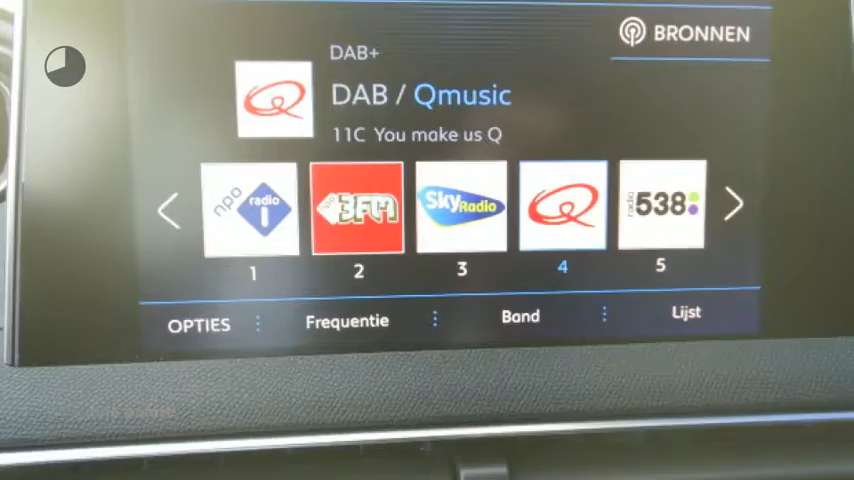 BRONNEN
DAB+
DAB / Qmusic
11C You make us Q
npo radio 1
npo 3FM
Sky Radio
Q
radio 538
1 2 3 4 5
OPTIES Frequentie Band Lijst